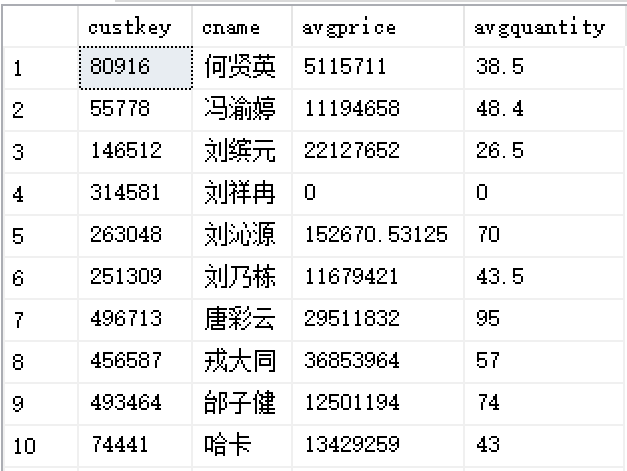 custkey cname avgprice avgquantity
1 80916 何贤英 5115711 38.5
2 55778 冯渝婷 11194658 48.4
3 146512 刘缤元 22127652 26.5
4 314581 刘祥冉 0 0
5 263048 刘沁源 152670.53125 70
6 251309 刘乃栋 11679421 43.5
7 496713 唐彩云 29511832 95
8 456587 戎大同 36853964 57
9 493464 邰子健 12501194 74
10 74441 哈卡 13429259 43